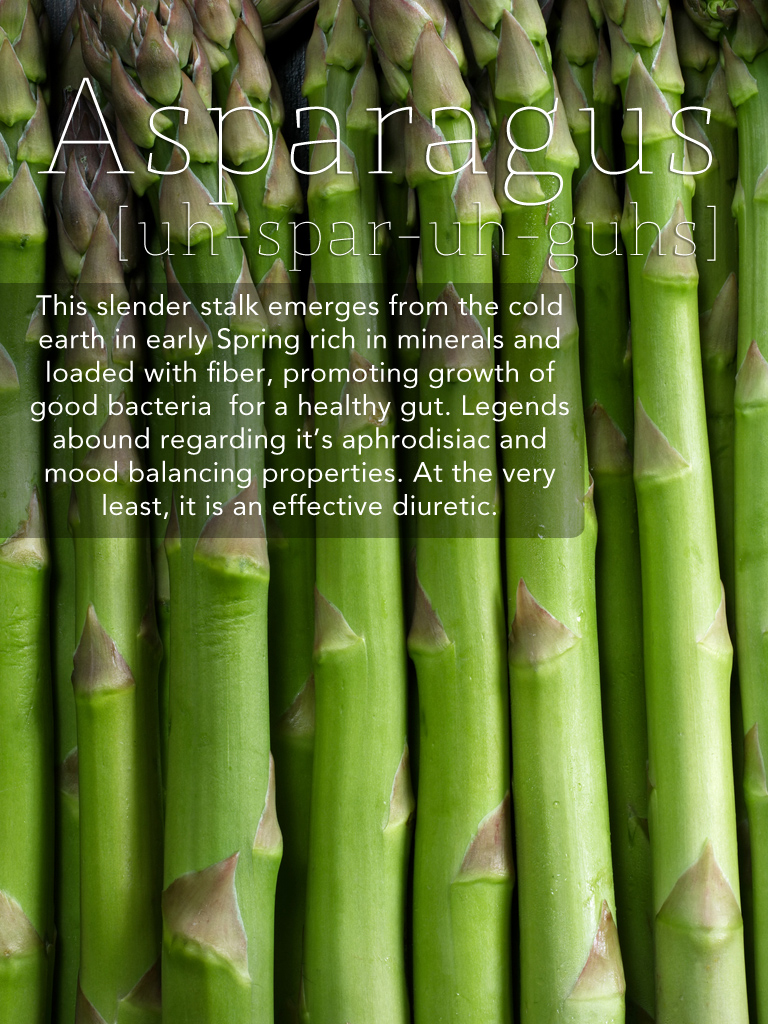 Asparagus
[uh-spar-uh-guhs]
This slender stalk emerges from the cold
earth in early Spring rich in minerals and
loaded with fiber, promoting growth of
good bacteria  for a healthy gut. Legends
abound regarding it’s aphrodisiac and
mood balancing properties. At the very
least, it is an effective diuretic.